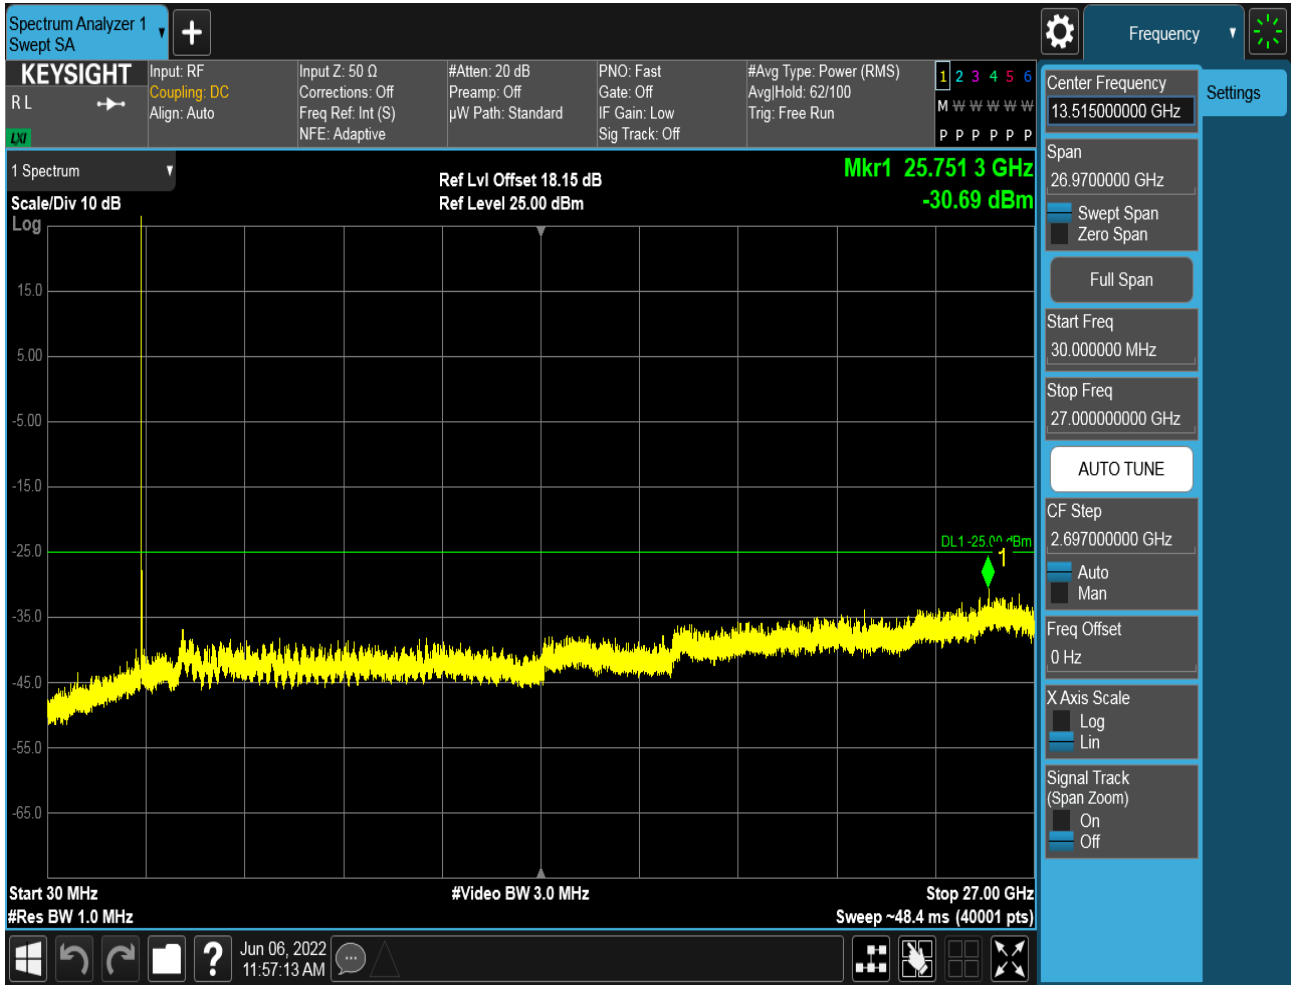 Spectrum Analyzer 1
Swept SA
Frequency
KEYSIGHT
R L
LXI
Input: RF
Coupling: DC
Align: Auto
Input Z: 50 Ω
Corrections: Off
Freq Ref: Int (S)
NFE: Adaptive
#Atten: 20 dB
Preamp: Off
µW Path: Standard
PNO: Fast
Gate: Off
IF Gain: Low
Sig Track: Off
#Avg Type: Power (RMS)
Avg|Hold: 62/100
Trig: Free Run
1 2 3 4 5 6
M W W W W W
P P P P P P
1 Spectrum
Scale/Div 10 dB
Log
Ref Lvl Offset 18.15 dB
Ref Level 25.00 dBm
Mkr1 25.751 3 GHz
-30.69 dBm
15.0
5.00
-5.00
-15.0
-25.0
-35.0
-45.0
-55.0
-65.0
DL1 -25.00 dBm
1
Start 30 MHz
#Res BW 1.0 MHz
#Video BW 3.0 MHz
Stop 27.00 GHz
Sweep ~48.4 ms (40001 pts)
Center Frequency
13.515000000 GHz
Span
26.9700000 GHz
Swept Span
Zero Span
Full Span
Start Freq
30.000000 MHz
Stop Freq
27.000000000 GHz
AUTO TUNE
CF Step
2.697000000 GHz
Auto
Man
Freq Offset
0 Hz
X Axis Scale
Log
Lin
Signal Track
(Span Zoom)
On
Off
Settings
?
Jun 06, 2022
11:57:13 AM